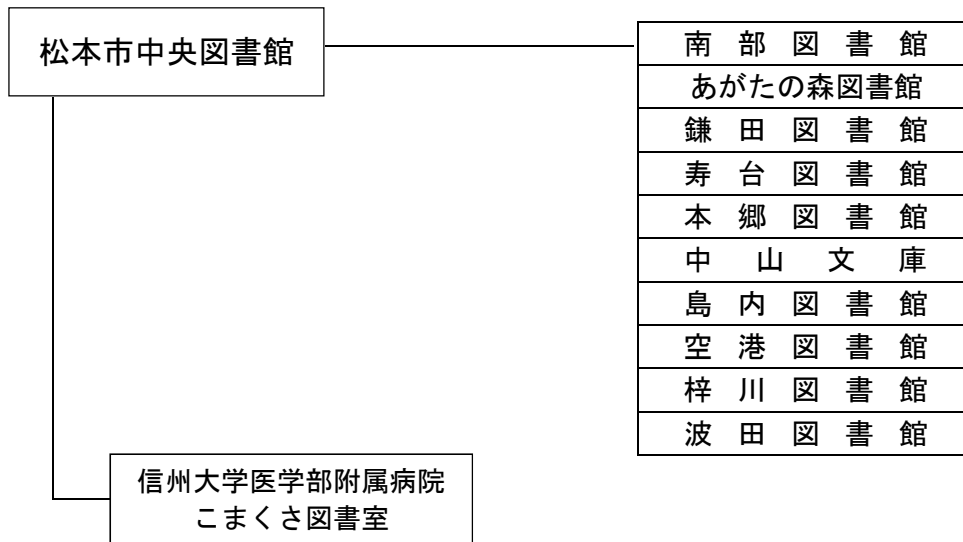 松本市中央図書館
南部図書館
あがたの森図書館
鎌田図書館
寿台図書館
本郷図書館
中山文庫
島内図書館
空港図書館
梓川図書館
波田図書館
信州大学医学部附属病院
こまくさ図書室